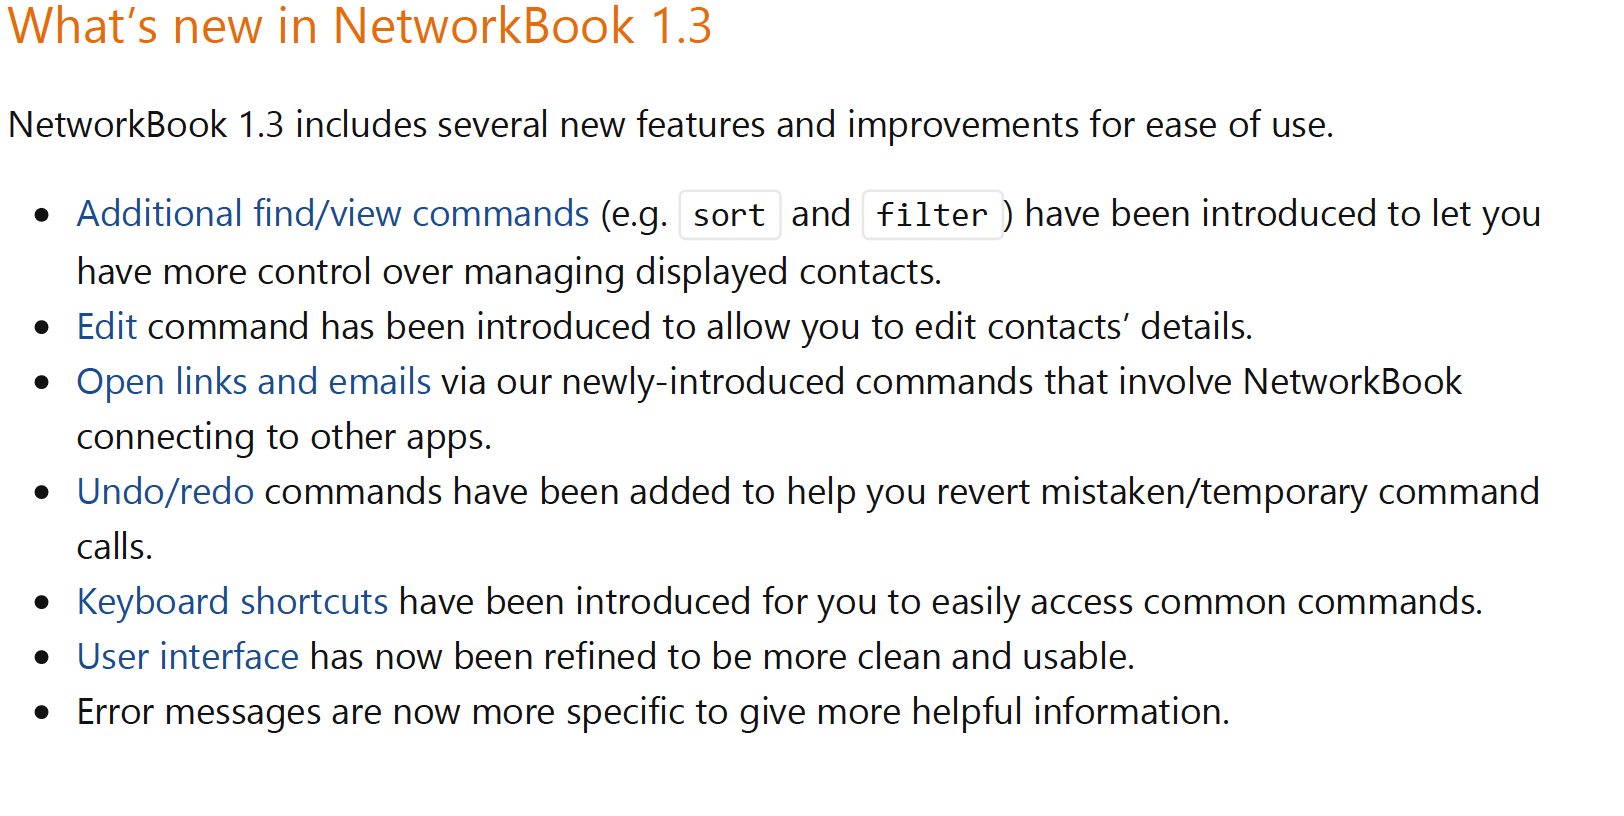 What’s new in NetworkBook 1.3
NetworkBook 1.3 includes several new features and improvements for ease of use.
• Additional find/view commands (e.g. sort and filter) have been introduced to let you
have more control over managing displayed contacts.
• Edit command has been introduced to allow you to edit contacts’ details.
• Open links and emails via our newly-introduced commands that involve NetworkBook
connecting to other apps.
• Undo/redo commands have been added to help you revert mistaken/temporary command
calls.
• Keyboard shortcuts have been introduced for you to easily access common commands.
• User interface has now been refined to be more clean and usable.
• Error messages are now more specific to give more helpful information.